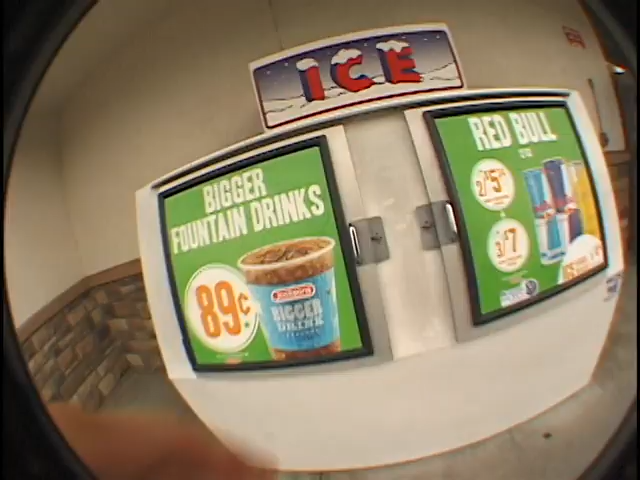 ICE
BIGGER
FOUNTAIN DRINKS
89¢
BIGGER
DRINK
RED BULL
2/$5
3/$7